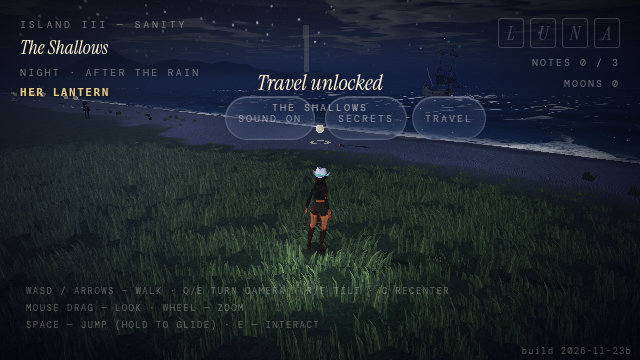 ISLAND III — SANITY
The Shallows
NIGHT · AFTER THE RAIN
HER LANTERN
L U N A
NOTES 0 / 3
MOONS 0
Travel unlocked
THE SHALLOWS
SOUND ON
SECRETS
TRAVEL
WASD / ARROWS — WALK · Q/E TURN CAMERA · R/F TILT · C RECENTER
MOUSE DRAG — LOOK · WHEEL — ZOOM
SPACE — JUMP (HOLD TO GLIDE) · E — INTERACT
build 2026-11-23b